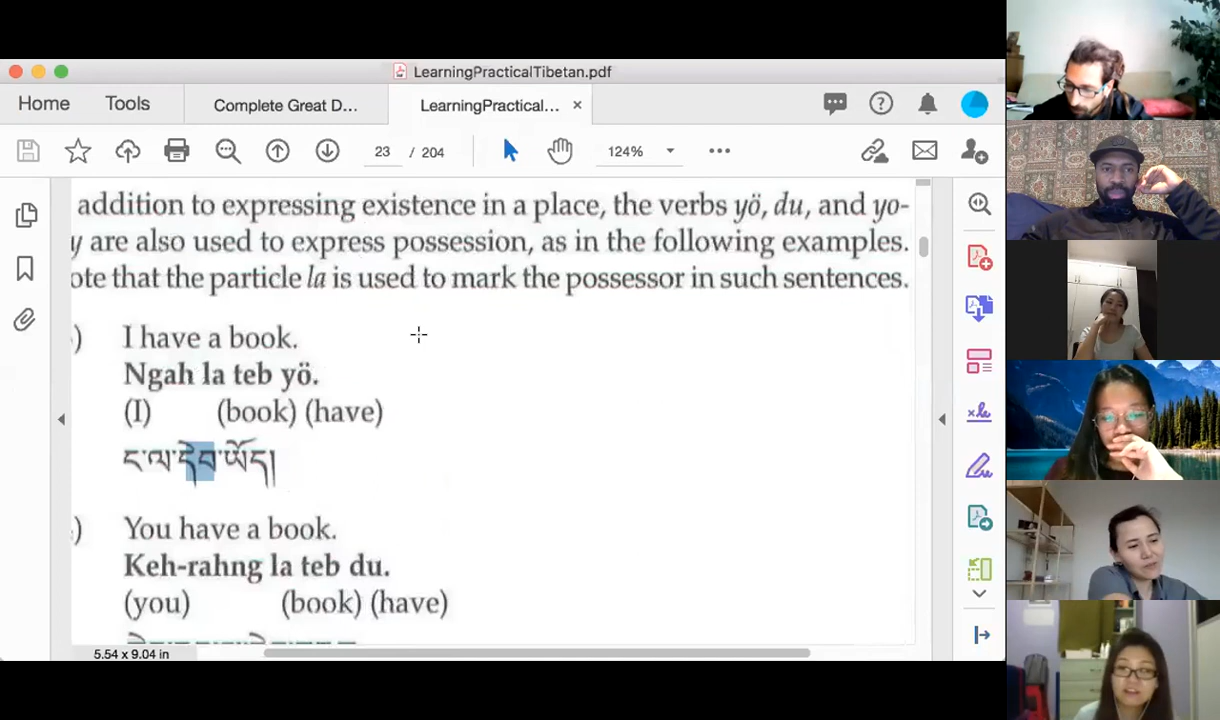 LearningPracticalTibetan.pdf
Home Tools Complete Great D... LearningPractical... ×
23 / 204 124%
addition to expressing existence in a place, the verbs yö, du, and yo-
y are also used to express possession, as in the following examples.
ote that the particle la is used to mark the possessor in such sentences.
) I have a book.
Ngah la teb yö.
(I) (book) (have)
ང་ལ་དེབ་ཡོད།
) You have a book.
Keh-rahng la teb du.
(you) (book) (have)
5.54 x 9.04 in